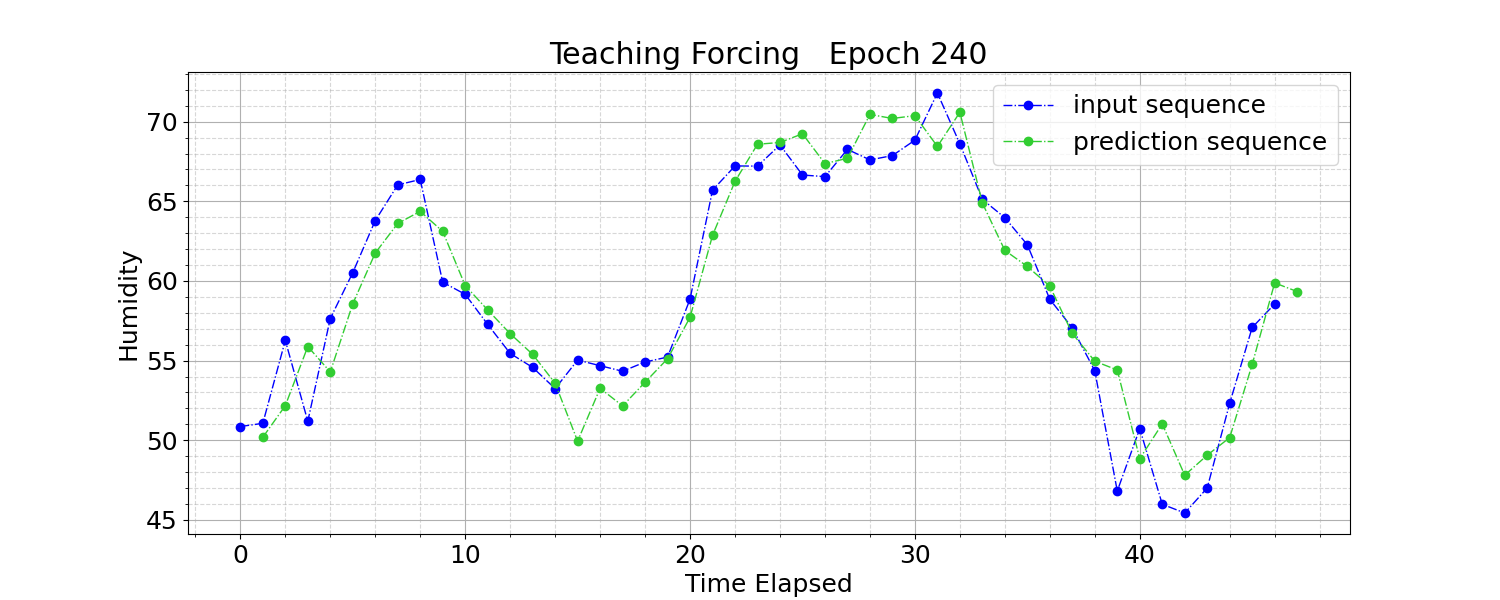 Teaching Forcing   Epoch 240
input sequence
prediction sequence
Humidity
70
65
60
55
50
45
0 10 20 30 40
Time Elapsed